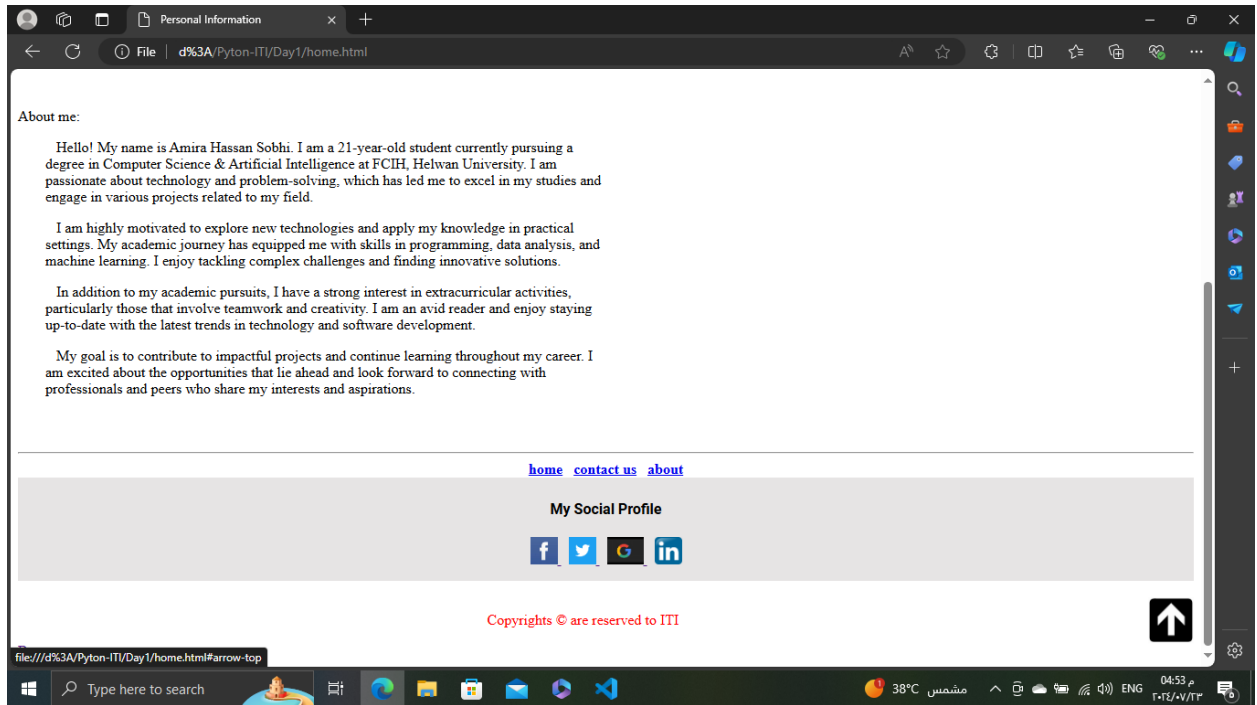 Personal Information
File d%3A/Pyton-ITI/Day1/home.html
About me:
Hello! My name is Amira Hassan Sobhi. I am a 21-year-old student currently pursuing a
degree in Computer Science & Artificial Intelligence at FCIH, Helwan University. I am
passionate about technology and problem-solving, which has led me to excel in my studies and
engage in various projects related to my field.
I am highly motivated to explore new technologies and apply my knowledge in practical
settings. My academic journey has equipped me with skills in programming, data analysis, and
machine learning. I enjoy tackling complex challenges and finding innovative solutions.
In addition to my academic pursuits, I have a strong interest in extracurricular activities,
particularly those that involve teamwork and creativity. I am an avid reader and enjoy staying
up-to-date with the latest trends in technology and software development.
My goal is to contribute to impactful projects and continue learning throughout my career. I
am excited about the opportunities that lie ahead and look forward to connecting with
professionals and peers who share my interests and aspirations.
home contact us about
My Social Profile
Copyrights © are reserved to ITI
file:///d%3A/Pyton-ITI/Day1/home.html#arrow-top
Type here to search
38°C مشمس
ENG
04:53 م
٢٠٢٤/٠٧/٢٣